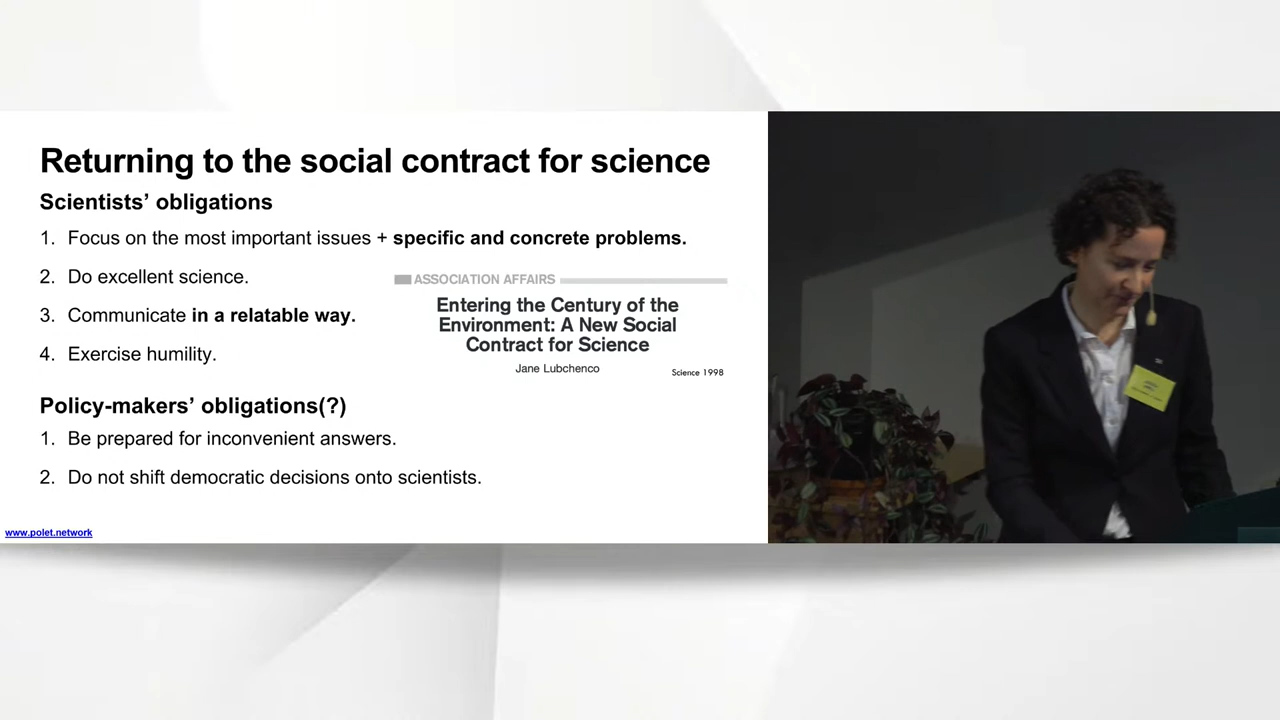 Returning to the social contract for science
Scientists’ obligations
1. Focus on the most important issues + specific and concrete problems.
2. Do excellent science.
3. Communicate in a relatable way.
4. Exercise humility.
ASSOCIATION AFFAIRS
Entering the Century of the
Environment: A New Social
Contract for Science
Jane Lubchenco
Science 1998
Policy-makers’ obligations(?)
1. Be prepared for inconvenient answers.
2. Do not shift democratic decisions onto scientists.
www.polet.network